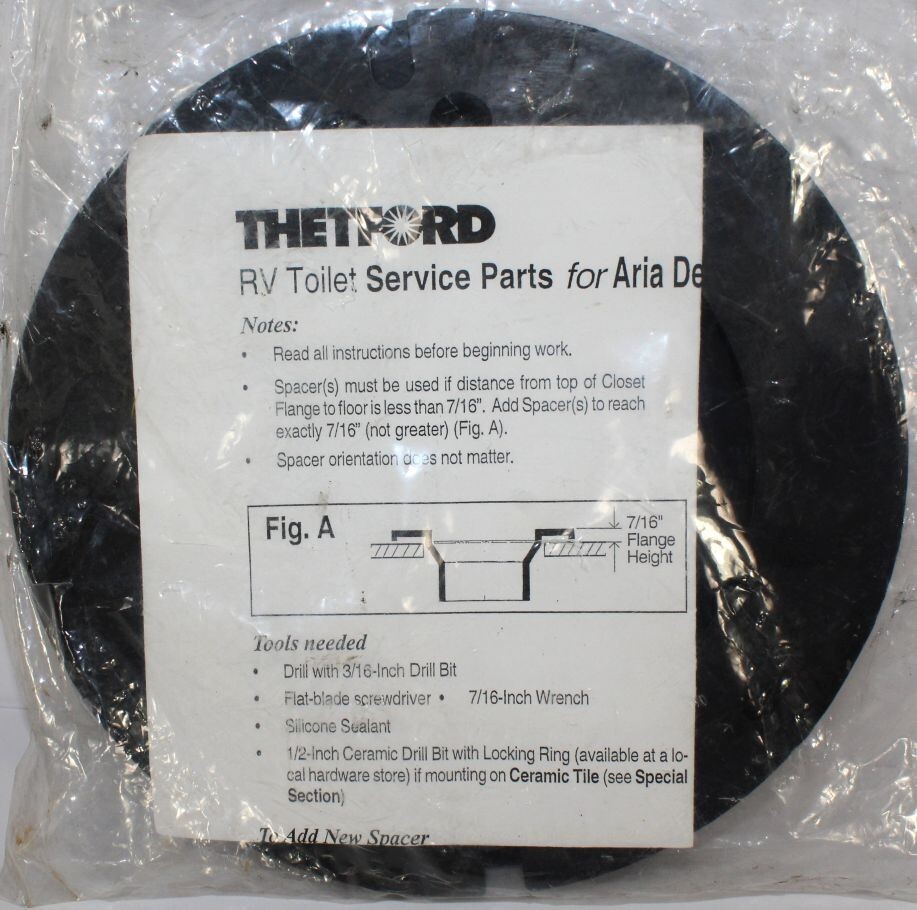 THETFORD
RV Toilet Service Parts for Aria De
Notes:
• Read all instructions before beginning work.
• Spacer(s) must be used if distance from top of Closet
Flange to floor is less than 7/16". Add Spacer(s) to reach
exactly 7/16" (not greater) (Fig. A).
• Spacer orientation does not matter.
Fig. A
7/16"
Flange
Height
Tools needed
• Drill with 3/16-Inch Drill Bit
• Flat-blade screwdriver • 7/16-Inch Wrench
• Silicone Sealant
• 1/2-Inch Ceramic Drill Bit with Locking Ring (available at a lo-
cal hardware store) if mounting on Ceramic Tile (see Special
Section)
To Add New Spacer